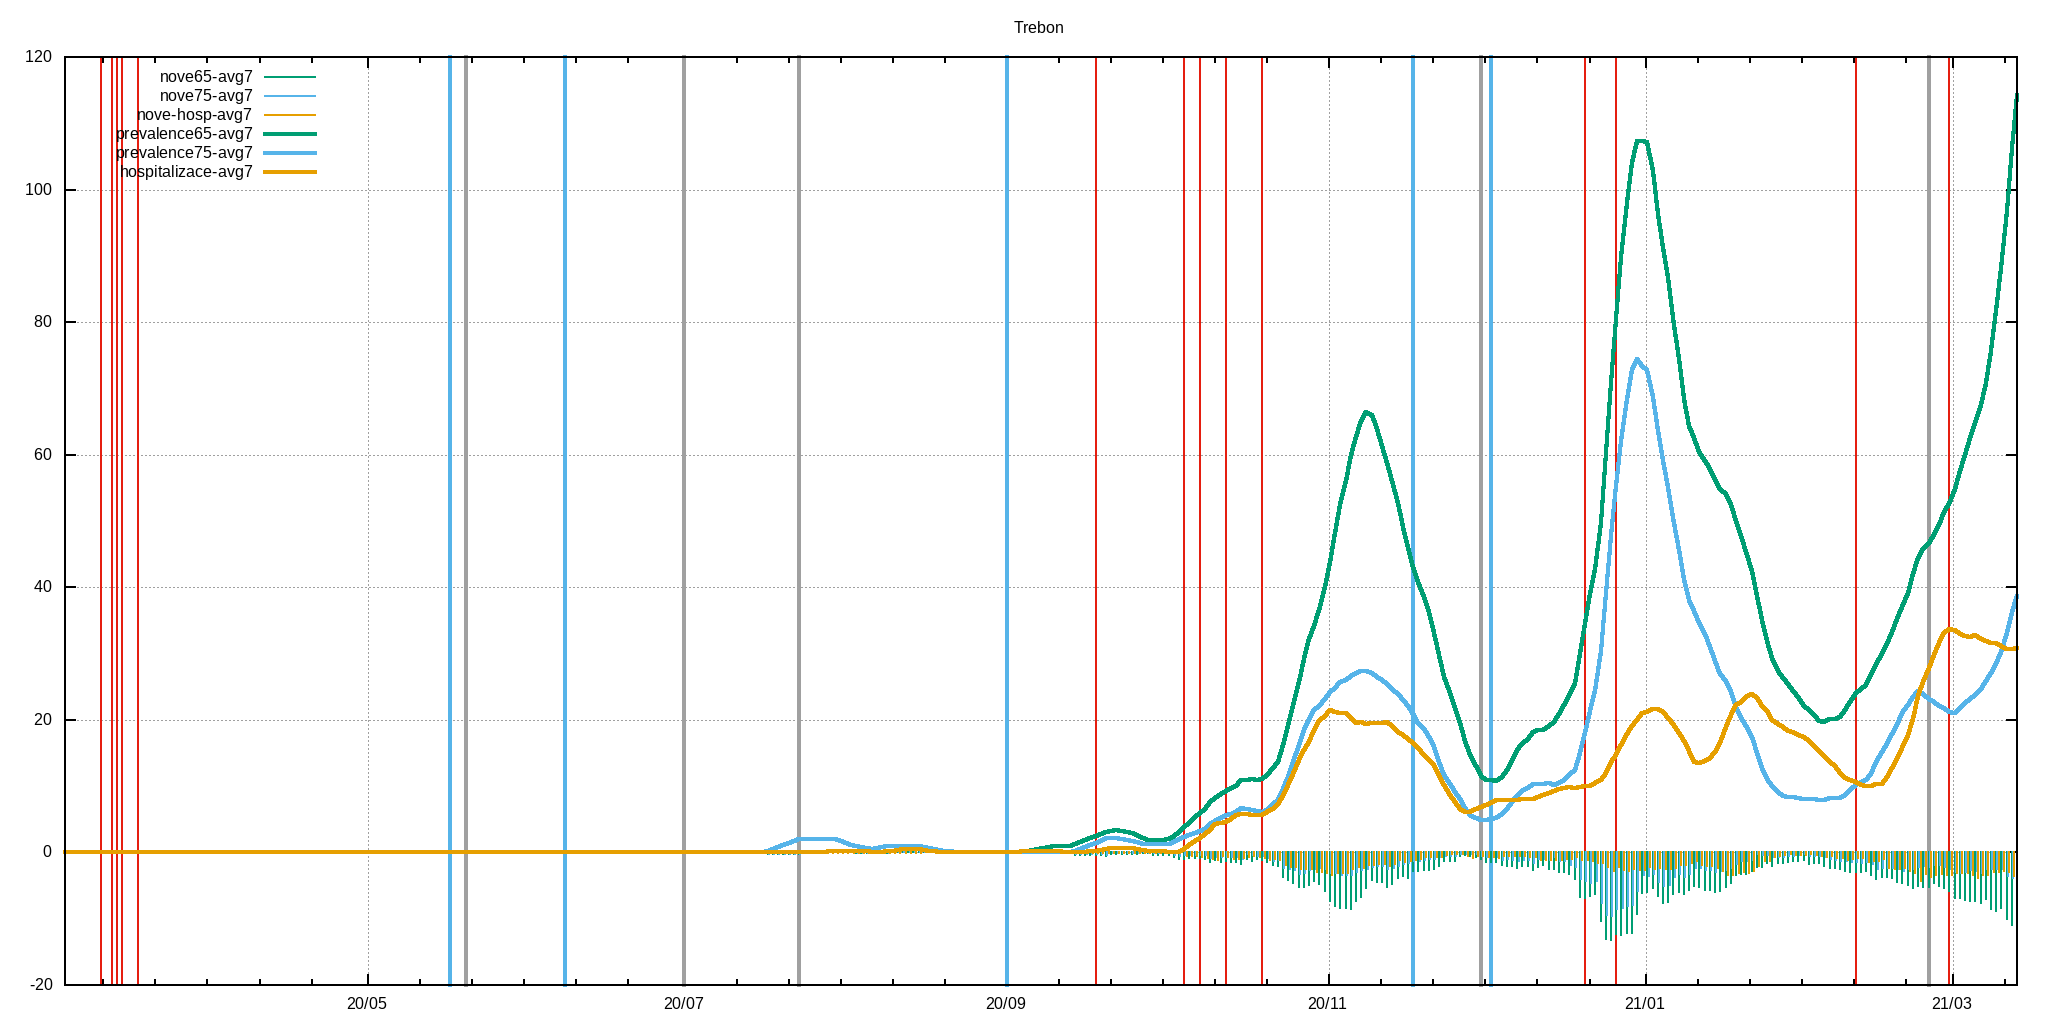 Trebon
120
100
80
60
40
20
0
-20
nove65-avg7
nove75-avg7
nove-hosp-avg7
prevalence65-avg7
prevalence75-avg7
hospitalizace-avg7
20/05 20/07 20/09 20/11 21/01 21/03